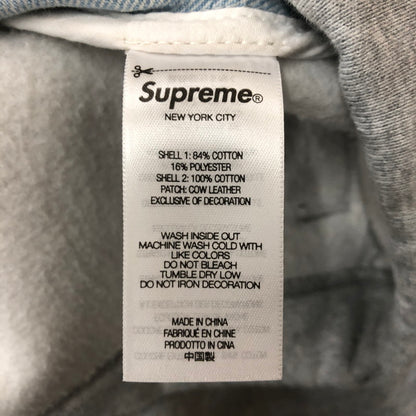 Supreme®
NEW YORK CITY
SHELL 1: 84% COTTON
16% POLYESTER
SHELL 2: 100% COTTON
PATCH: COW LEATHER
EXCLUSIVE OF DECORATION
WASH INSIDE OUT
MACHINE WASH COLD WITH
LIKE COLORS
DO NOT BLEACH
TUMBLE DRY LOW
DO NOT IRON DECORATION
MADE IN CHINA
FABRIQUÉ EN CHINE
PRODOTTO IN CINA
中国製